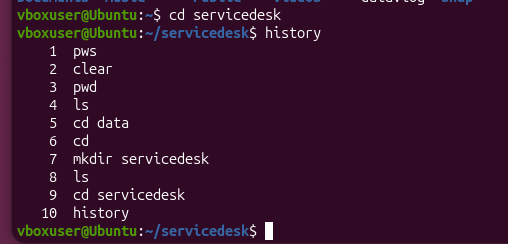 vboxuser@Ubuntu:~$ cd servicedesk
vboxuser@Ubuntu:~/servicedesk$ history
1 pws
2 clear
3 pwd
4 ls
5 cd data
6 cd
7 mkdir servicedesk
8 ls
9 cd servicedesk
10 history
vboxuser@Ubuntu:~/servicedesk$